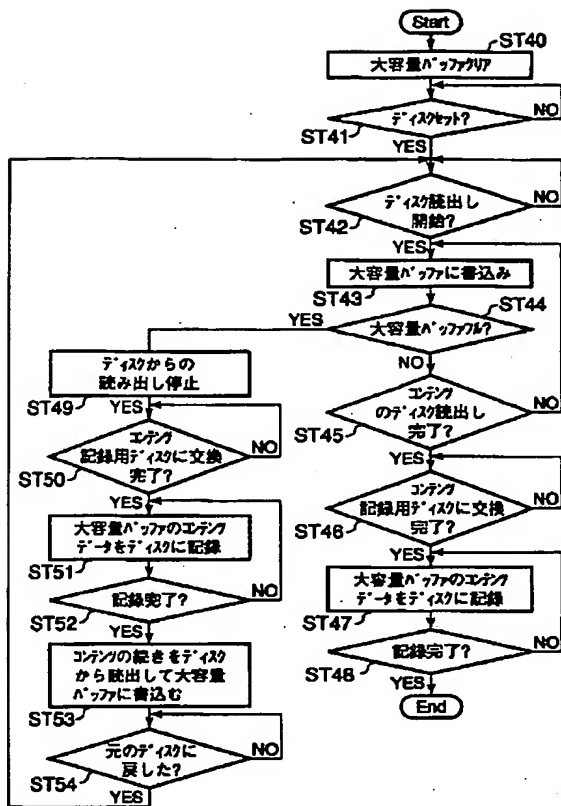 Start
ST40
大容量バッファクリア
ディスクセット?
NO
ST41
YES
ディスク読出し
開始?
NO
ST42
YES
大容量バッファに書込み
ST43
ST44
YES
大容量バッファフル?
NO
ディスクからの
読み出し停止
ST49
YES
コンテンツ
のディスク読出し
完了?
NO
ST45
YES
コンテンツ
記録用ディスクに交換
完了?
NO
ST50
YES
コンテンツ
記録用ディスクに交換
完了?
NO
ST46
YES
大容量バッファのコンテンツ
データをディスクに記録
ST51
大容量バッファのコンテンツ
データをディスクに記録
ST47
記録完了?
NO
ST52
YES
記録完了?
NO
ST48
YES
End
コンテンツの続きをディスク
から読出して大容量
バッファに書込む
ST53
元のディスクに
戻した?
NO
ST54
YES